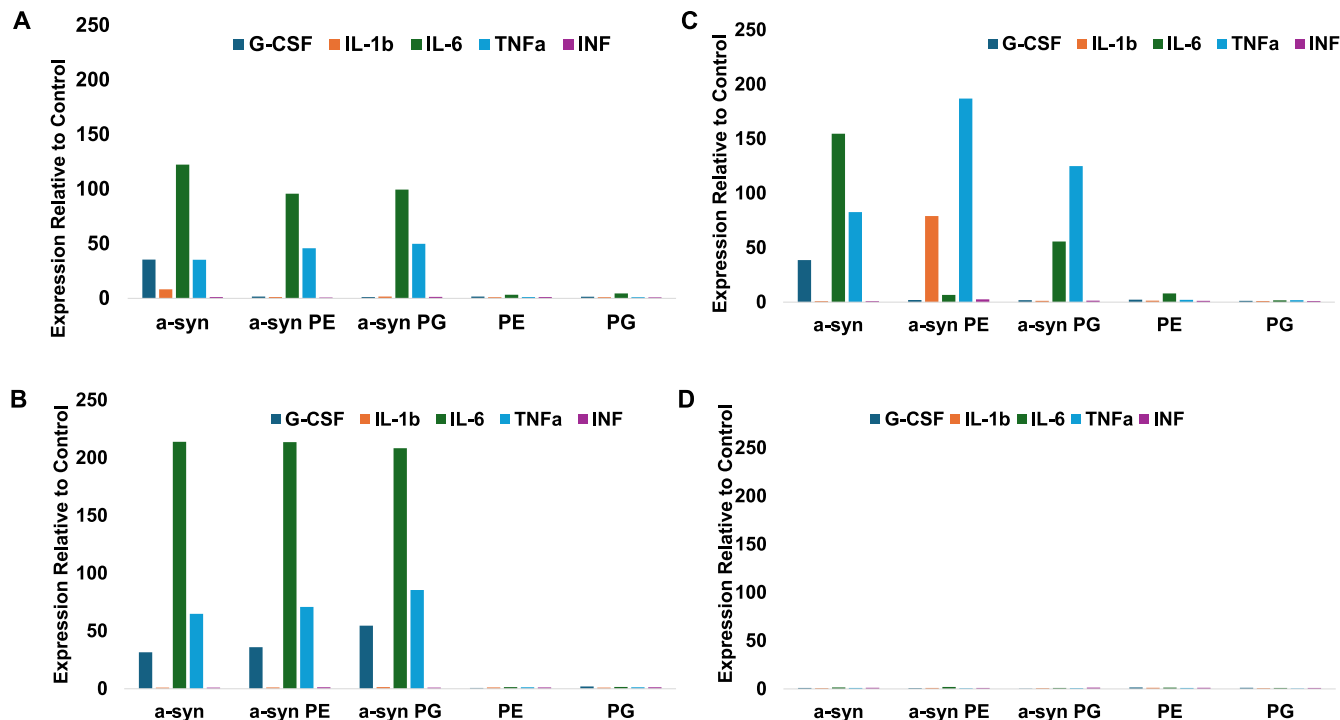 A
Expression Relative to Control
250
200
150
100
50
0
G-CSF IL-1b IL-6 TNFa INF
a-syn a-syn PE a-syn PG PE PG
C
Expression Relative to Control
250
200
150
100
50
0
G-CSF IL-1b IL-6 TNFa INF
a-syn a-syn PE a-syn PG PE PG
B
Expression Relative to Control
250
200
150
100
50
0
G-CSF IL-1b IL-6 TNFa INF
a-syn a-syn PE a-syn PG PE PG
D
Expression Relative to Control
250
200
150
100
50
0
G-CSF IL-1b IL-6 TNFa INF
a-syn a-syn PE a-syn PG PE PG